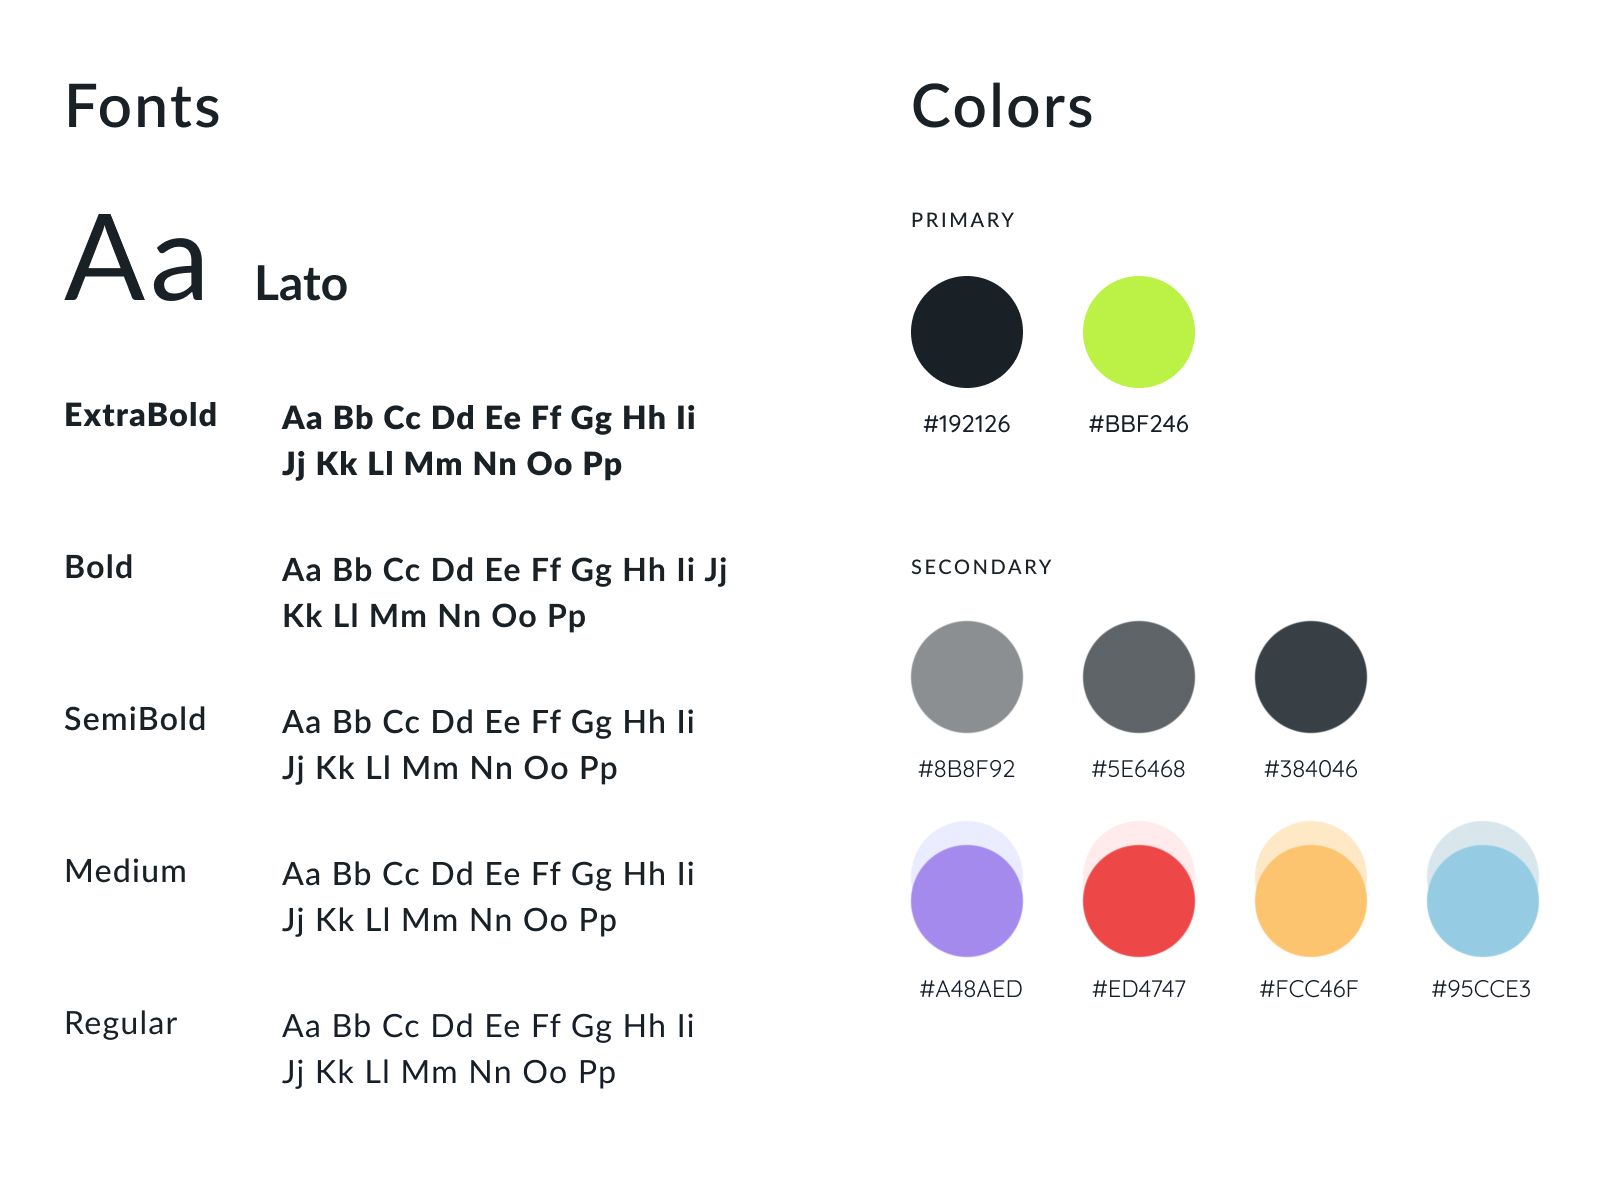 Fonts
Aa Lato
ExtraBold
Aa Bb Cc Dd Ee Ff Gg Hh Ii
Jj Kk Ll Mm Nn Oo Pp
Bold
Aa Bb Cc Dd Ee Ff Gg Hh Ii Jj
Kk Ll Mm Nn Oo Pp
SemiBold
Aa Bb Cc Dd Ee Ff Gg Hh Ii
Jj Kk Ll Mm Nn Oo Pp
Medium
Aa Bb Cc Dd Ee Ff Gg Hh Ii
Jj Kk Ll Mm Nn Oo Pp
Regular
Aa Bb Cc Dd Ee Ff Gg Hh Ii
Jj Kk Ll Mm Nn Oo Pp
Colors
PRIMARY
#192126 #BBF246
SECONDARY
#8B8F92 #5E6468 #384046
#A48AED #ED4747 #FCC46F #95CCE3